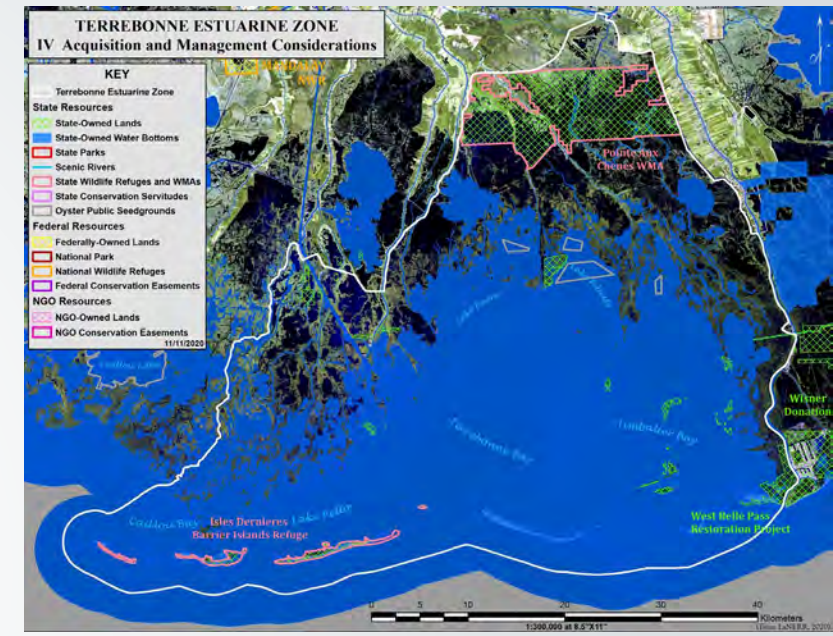 TERREBONNE ESTUARINE ZONE
IV Acquisition and Management Considerations
KEY
Terrebonne Estuarine Zone
State Resources
State-Owned Lands
State-Owned Water Bottoms
State Parks
Scenic Rivers
State Wildlife Refuges and WMAs
State Conservation Servitudes
Oyster Public Seedgrounds
Federal Resources
Federally-Owned Lands
National Park
National Wildlife Refuges
Federal Conservation Easements
NGO Resources
NGO-Owned Lands
NGO Conservation Easements
11/11/2020
NWR
Pointe aux
Chenes WMA
Wisner
Donation
Terrebonne Bay
Timbalier Bay
West Belle Pass
Restoration Project
Caillou Bay
Isles Dernieres
Barrier Islands Refuge
Lake Pelto
0 5 10 20 30 40
Kilometers
1:300,000 at 8.5"X11"